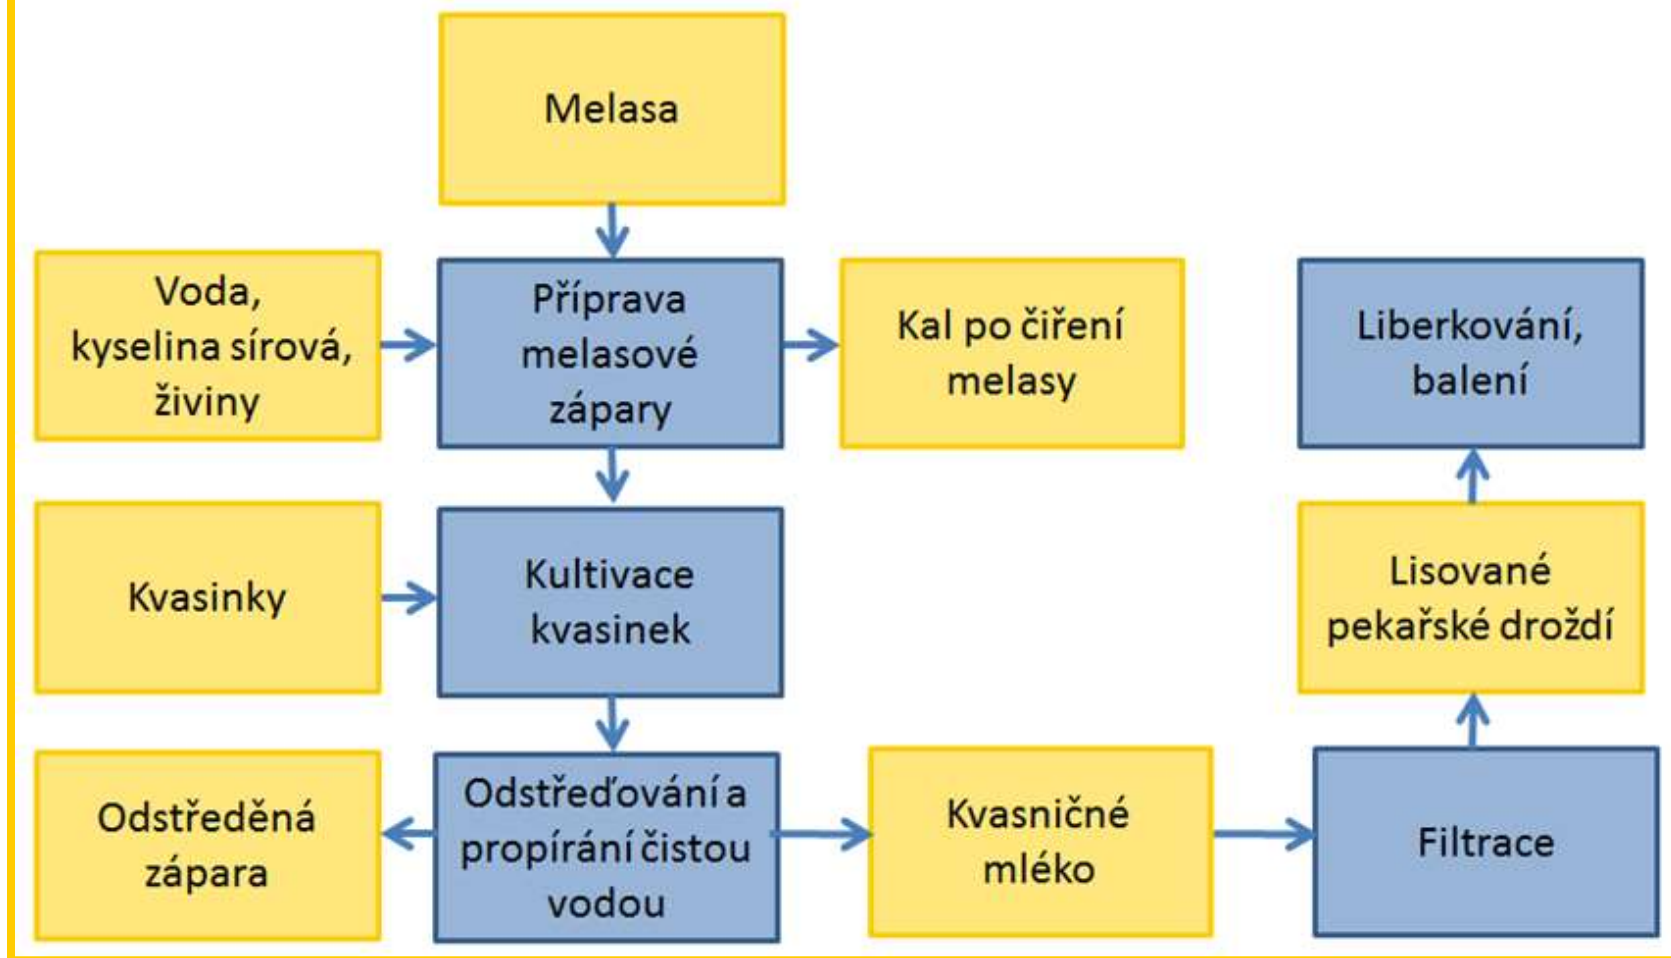 Melasa
Voda,
kyselina sírová,
živiny
Příprava
melasové
zápary
Kal po čiření
melasy
Liberkování,
balení
Kvasinky
Kultivace
kvasinek
Lisované
pekařské droždí
Odstředěná
zápara
Odstřeďování a
propírání čistou
vodou
Kvasničné
mléko
Filtrace